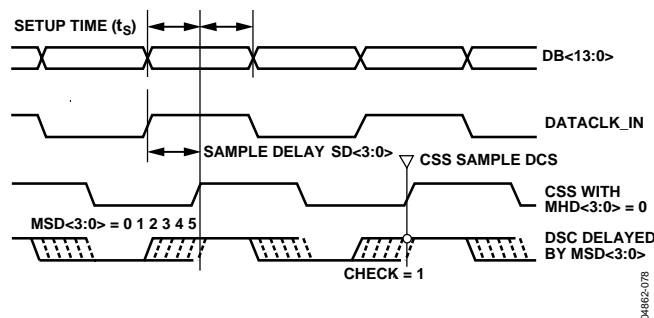 SETUP TIME (tS)
DB<13:0>
DATACLK_IN
SAMPLE DELAY SD<3:0>
CSS SAMPLE DCS
CSS WITH
MHD<3:0> = 0
MSD<3:0> = 0 1 2 3 4 5
DSC DELAYED
BY MSD<3:0>
CHECK = 1
04862-078